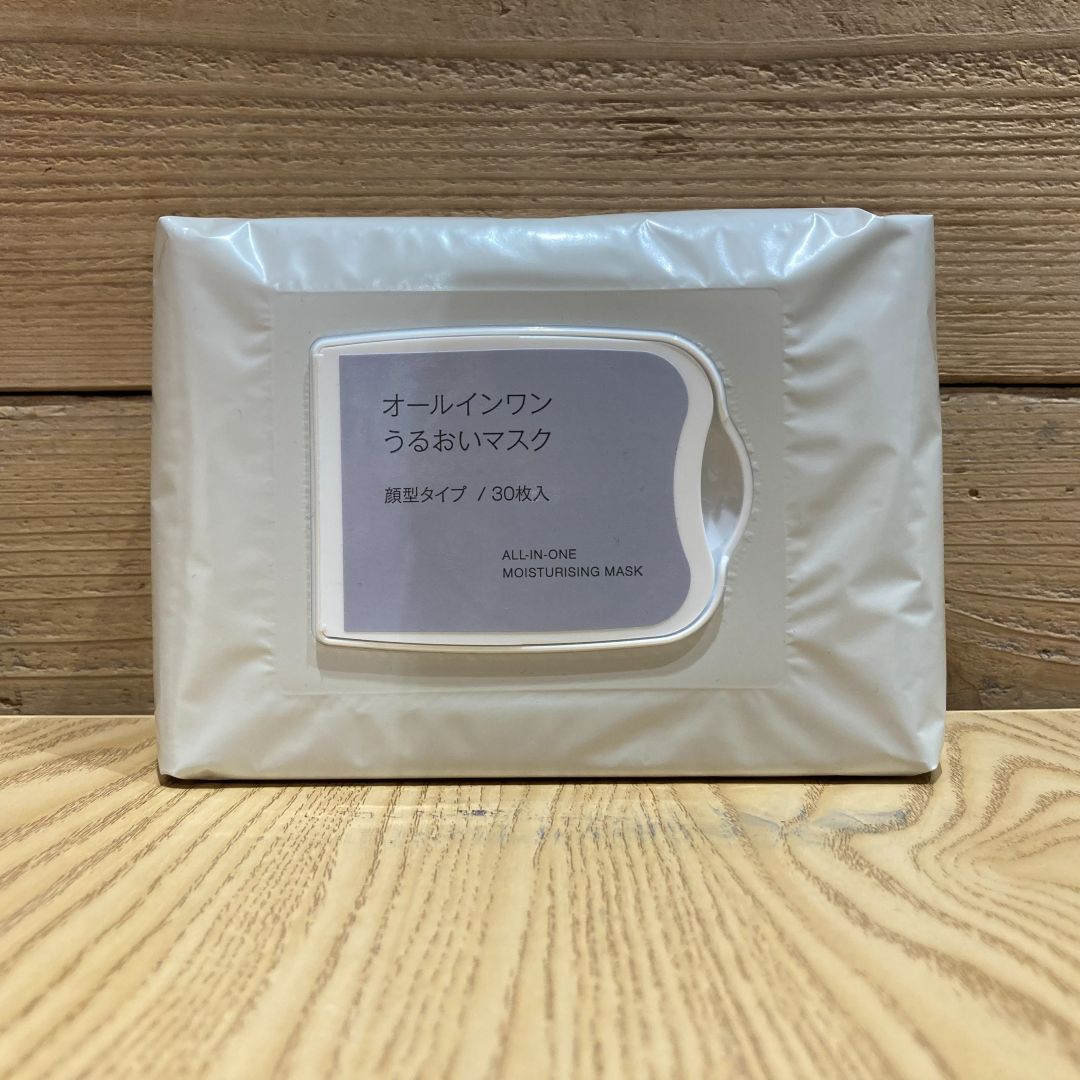 オールインワン
うるおいマスク
顔型タイプ / 30枚入
ALL-IN-ONE
MOISTURISING MASK